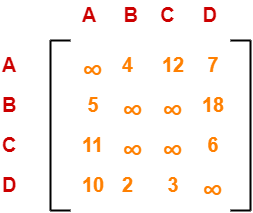 A B C D
A ∞ 4 12 7
B 5 ∞ ∞ 18
C 11 ∞ ∞ 6
D 10 2 3 ∞